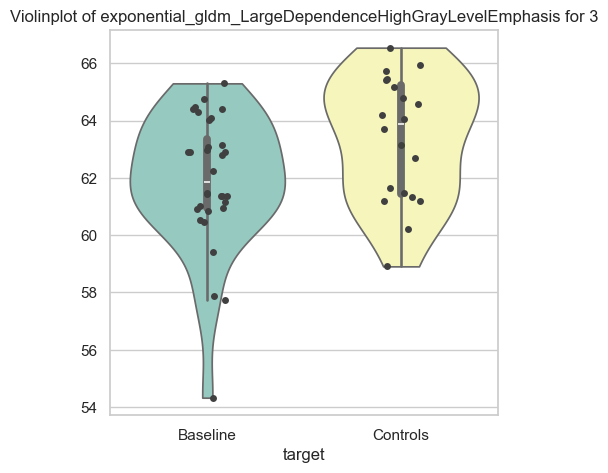 Violinplot of exponential_gldm_LargeDependenceHighGrayLevelEmphasis for 3
66
64
62
60
58
56
54
Baseline
Controls
target